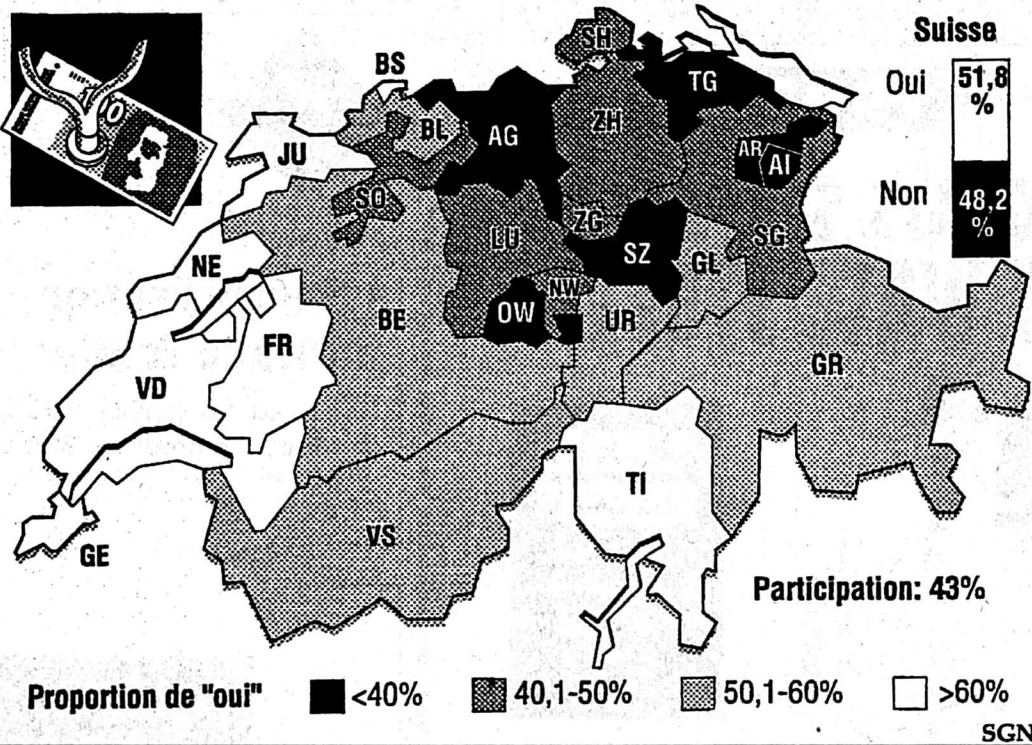 Suisse
Oui
51,8
%
Non
48,2
%
SH
BS
TG
BL
AG
ZH
JU
AR
AI
SO
ZG
LU
SZ
SG
NE
GL
NW
OW
BE
UR
FR
GR
VD
TI
VS
GE
Participation: 43%
Proportion de "oui"
<40%
40,1-50%
50,1-60%
>60%
SGN